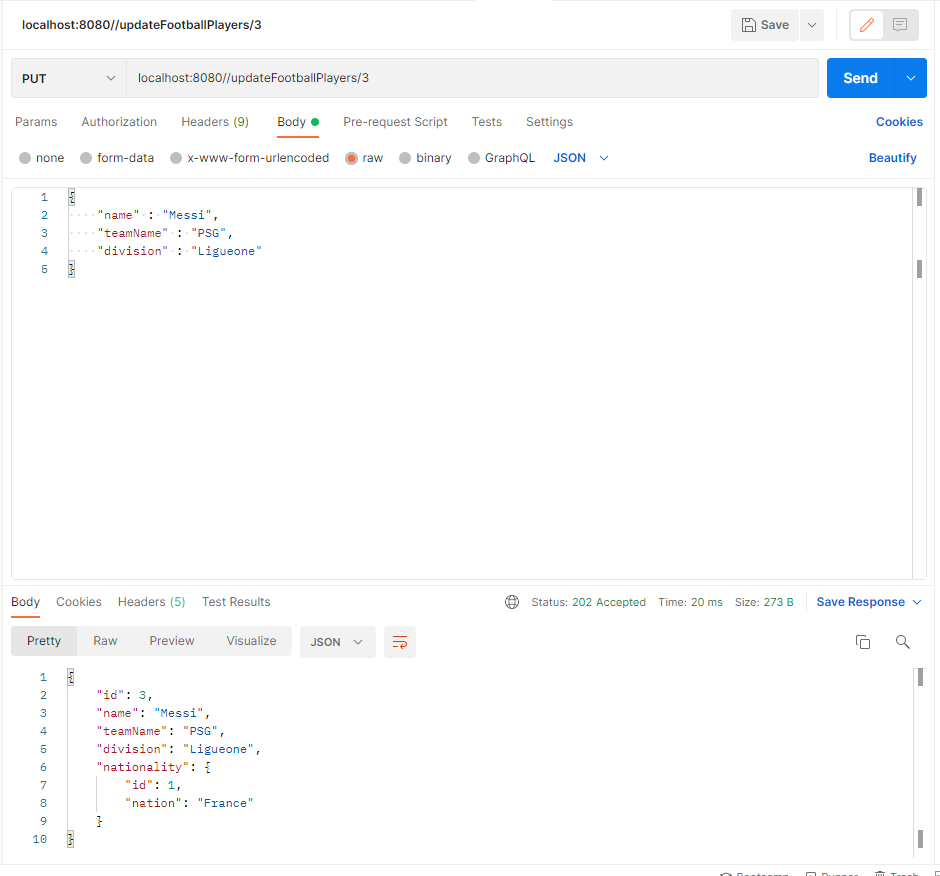 localhost:8080//updateFootballPlayers/3 Save
PUT localhost:8080//updateFootballPlayers/3 Send
Params Authorization Headers (9) Body Pre-request Script Tests Settings Cookies
none form-data x-www-form-urlencoded raw binary GraphQL JSON Beautify
1 {
2 "name" : "Messi",
3 "teamName" : "PSG",
4 "division" : "Ligueone"
5 }
Body Cookies Headers (5) Test Results Status: 202 Accepted Time: 20 ms Size: 273 B Save Response
Pretty Raw Preview Visualize JSON
1 {
2 "id": 3,
3 "name": "Messi",
4 "teamName": "PSG",
5 "division": "Ligueone",
6 "nationality": {
7 "id": 1,
8 "nation": "France"
9 }
10 }
Bootcamp Runner Trash